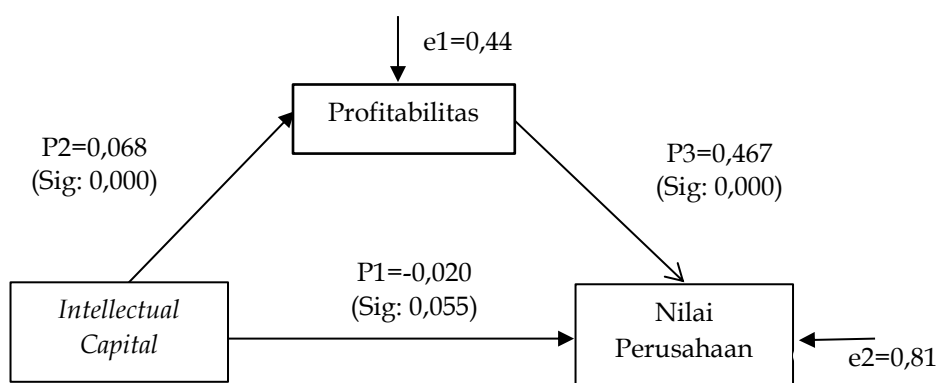 e1=0,44
Profitabilitas
P2=0,068
(Sig: 0,000)
P3=0,467
(Sig: 0,000)
P1=-0,020
(Sig: 0,055)
Intellectual
Capital
Nilai
Perusahaan
e2=0,81